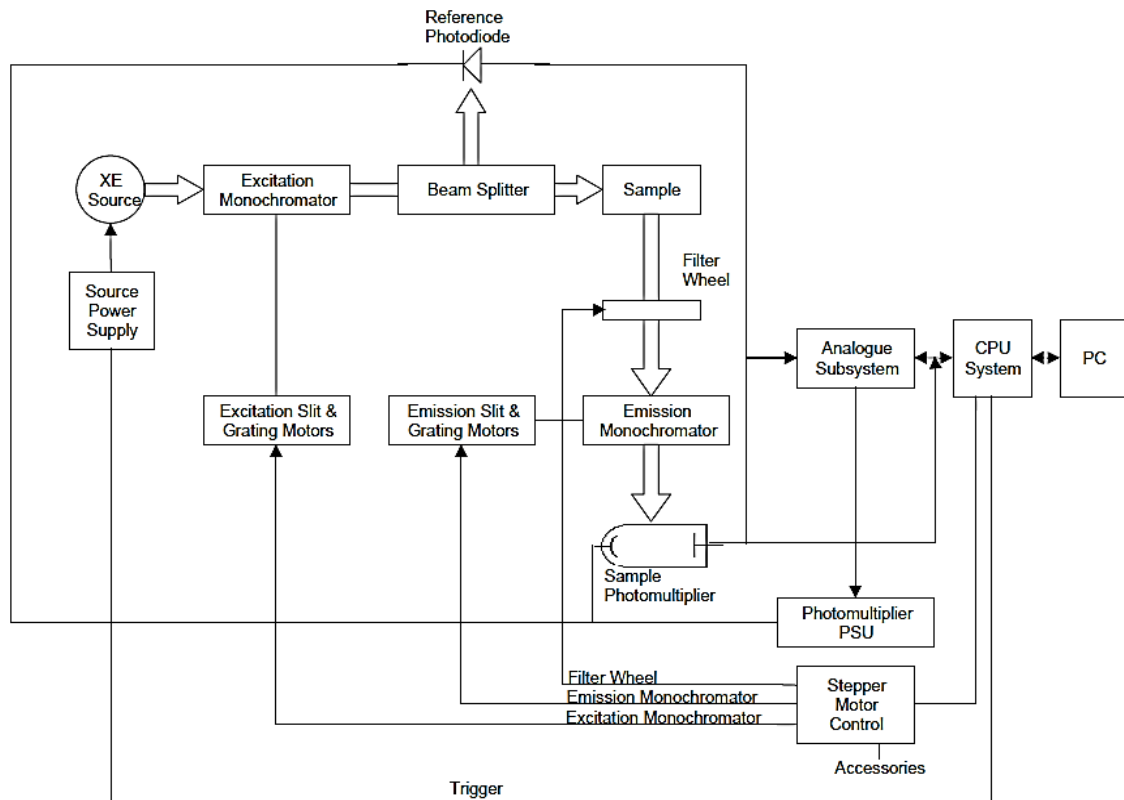 Reference
Photodiode
XE
Source
Excitation
Monochromator
Beam Splitter
Sample
Filter
Wheel
Source
Power
Supply
Analogue
Subsystem
CPU
System
PC
Excitation Slit &
Grating Motors
Emission Slit &
Grating Motors
Emission
Monochromator
Sample
Photomultiplier
Photomultiplier
PSU
Filter Wheel
Emission Monochromator
Excitation Monochromator
Stepper
Motor
Control
Accessories
Trigger